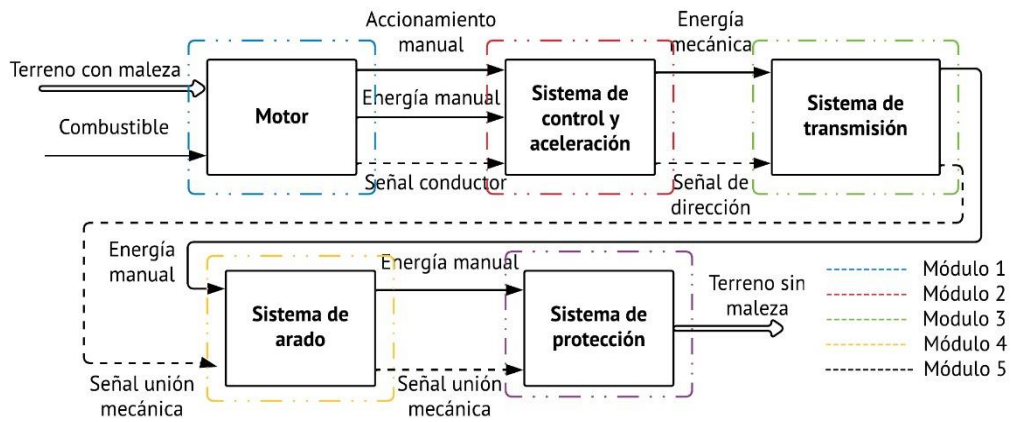 Terreno con maleza
Combustible
Motor
Accionamiento
manual
Energía manual
Señal conductor
Sistema de
control y
aceleración
Energía
mecánica
Señal de
dirección
Sistema de
transmisión
Energía
manual
Señal unión
mecánica
Sistema de
arado
Energía manual
Señal unión
mecánica
Sistema de
protección
Terreno sin
maleza
Módulo 1
Módulo 2
Modulo 3
Módulo 4
Módulo 5